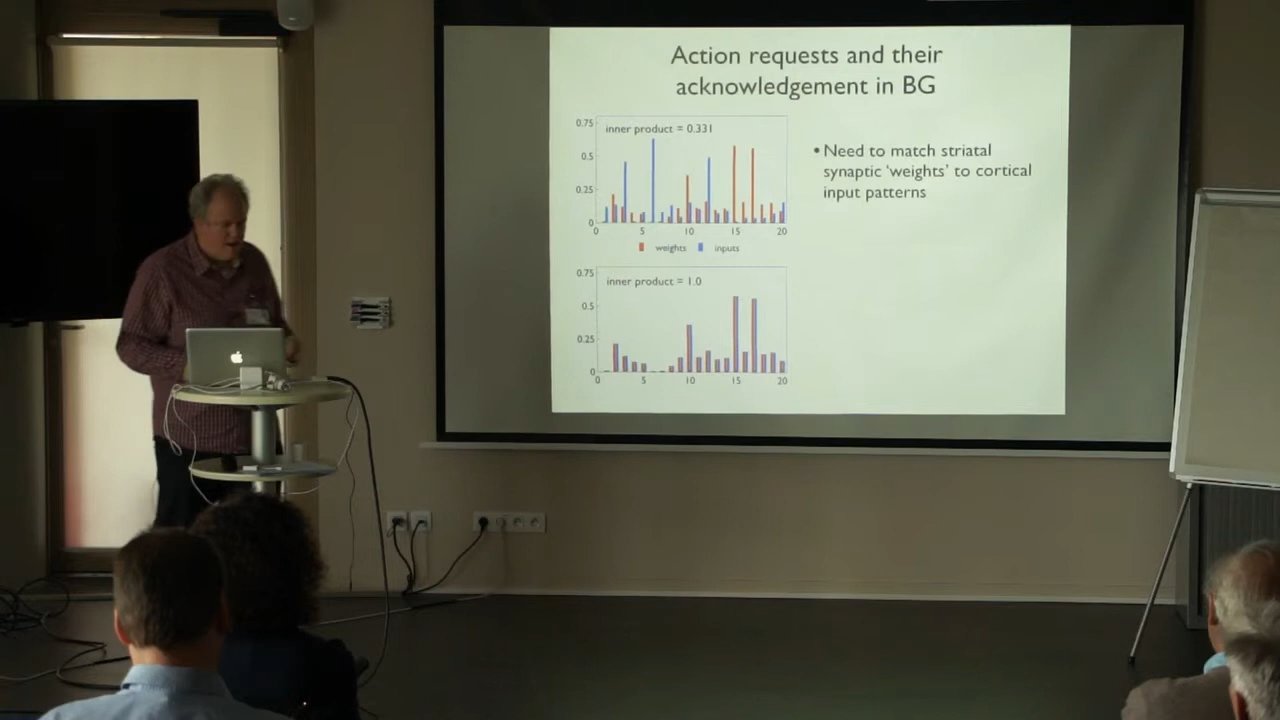 Action requests and their
acknowledgement in BG
0.75
inner product = 0.331
0.5
0.25
0
0 5 10 15 20
weights inputs
0.75
inner product = 1.0
0.5
0.25
0
0 5 10 15 20
• Need to match striatal
synaptic 'weights' to cortical
input patterns